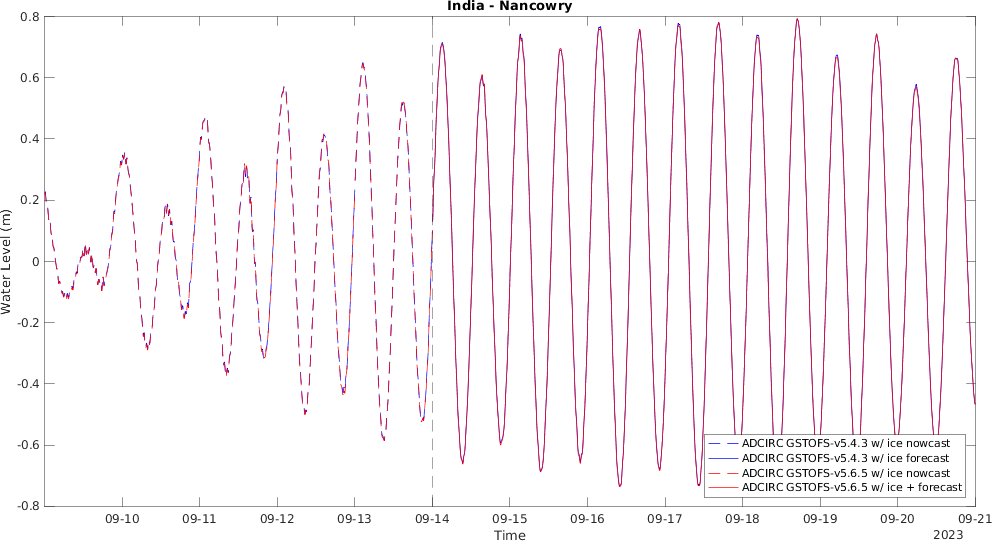 India - Nancowry
0.8
0.6
0.4
0.2
0
-0.2
-0.4
-0.6
-0.8
Water Level (m)
ADCIRC GSTOFS-v5.4.3 w/ ice nowcast
ADCIRC GSTOFS-v5.4.3 w/ ice forecast
ADCIRC GSTOFS-v5.6.5 w/ ice nowcast
ADCIRC GSTOFS-v5.6.5 w/ ice + forecast
09-10 09-11 09-12 09-13 09-14 09-15 09-16 09-17 09-18 09-19 09-20 09-21
Time
2023